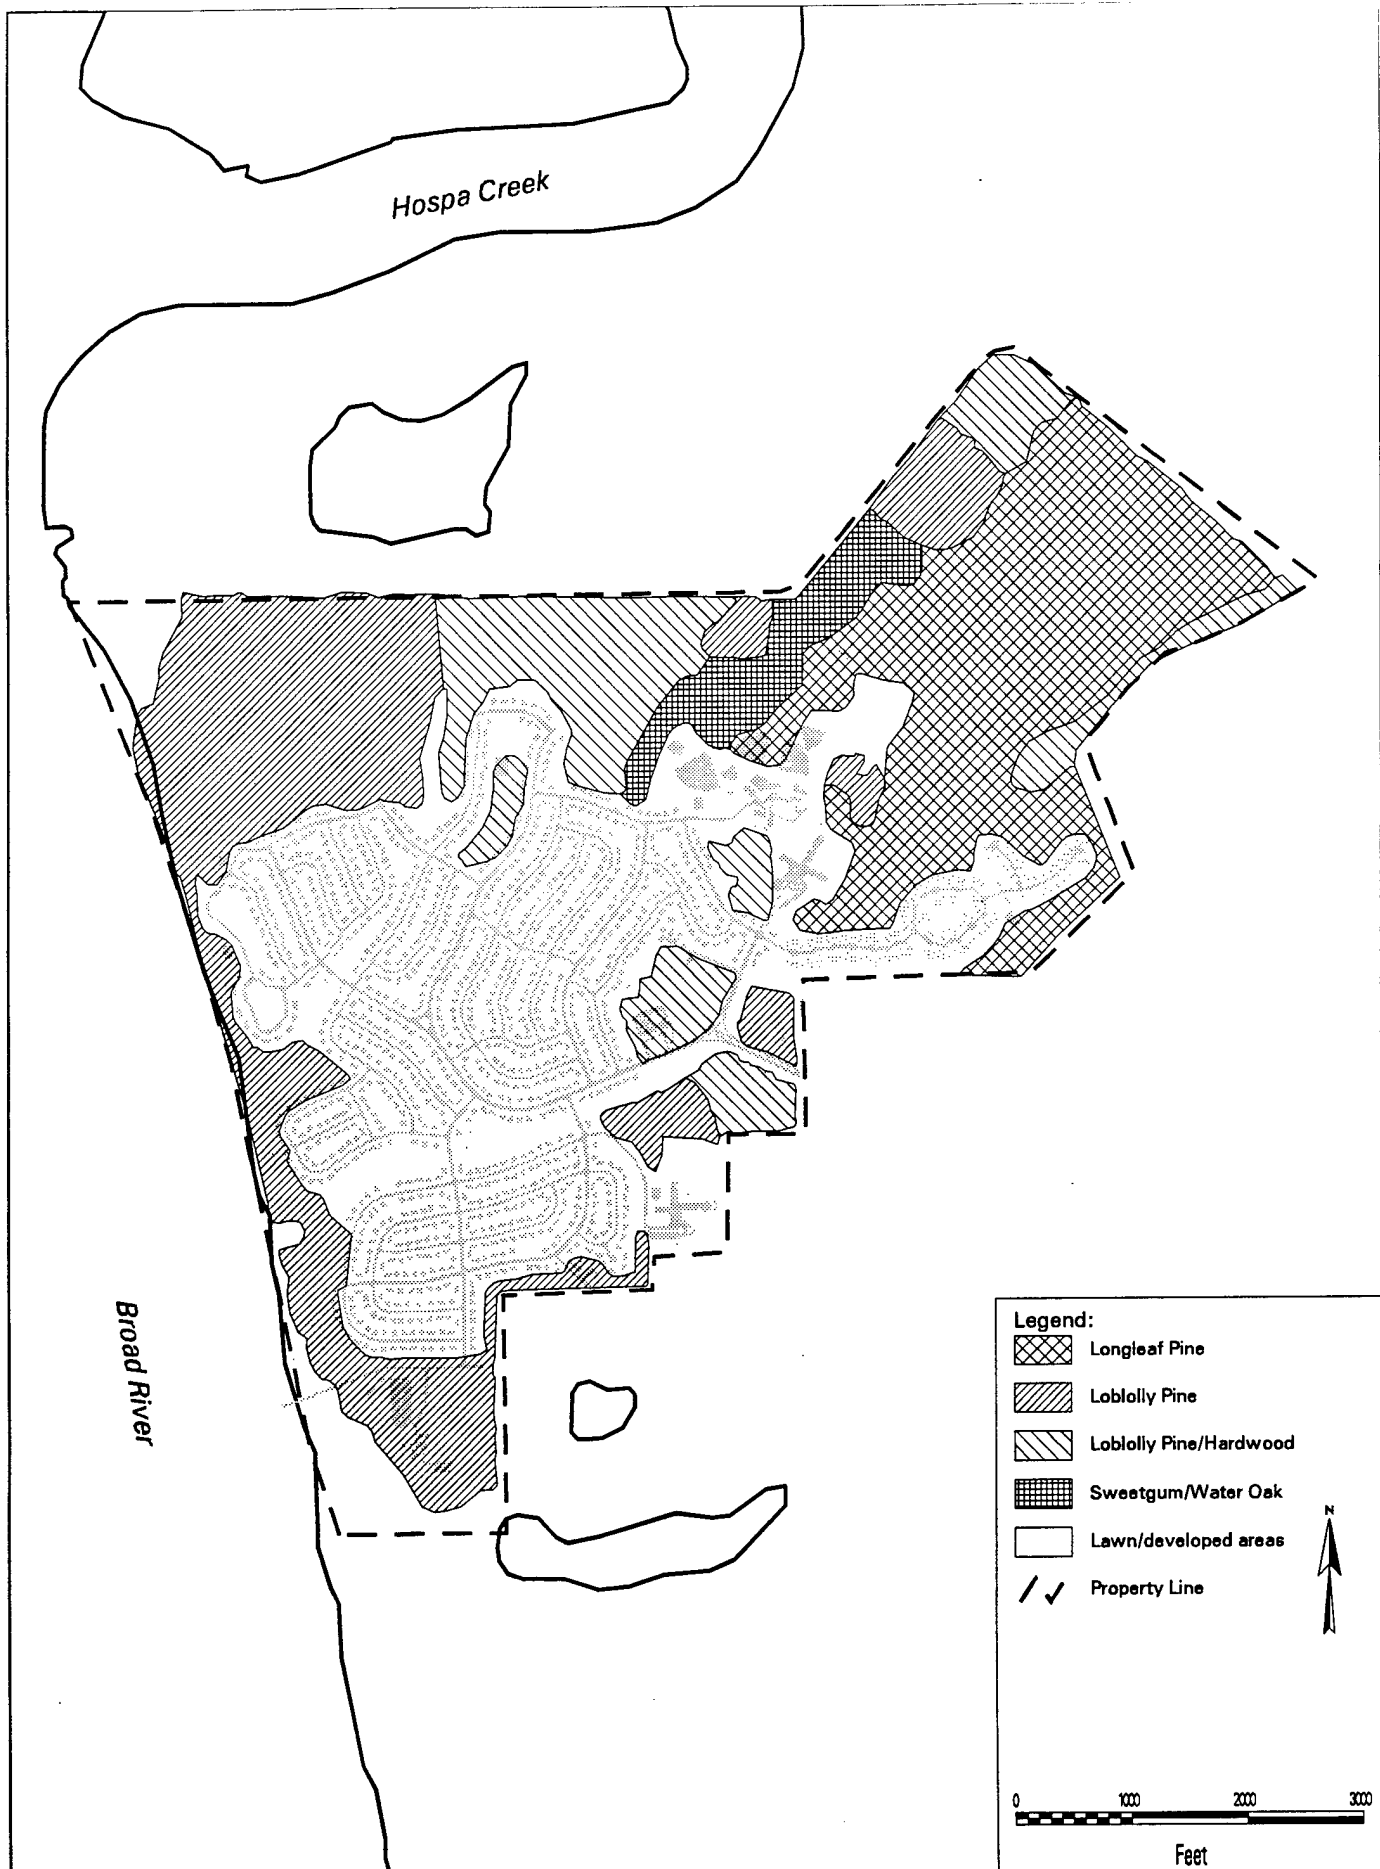 Hospa Creek
Broad River
Legend:
Longleaf Pine
Loblolly Pine
Loblolly Pine/Hardwood
Sweetgum/Water Oak
Lawn/developed areas
Property Line
N
0 1000 2000 3000
Feet